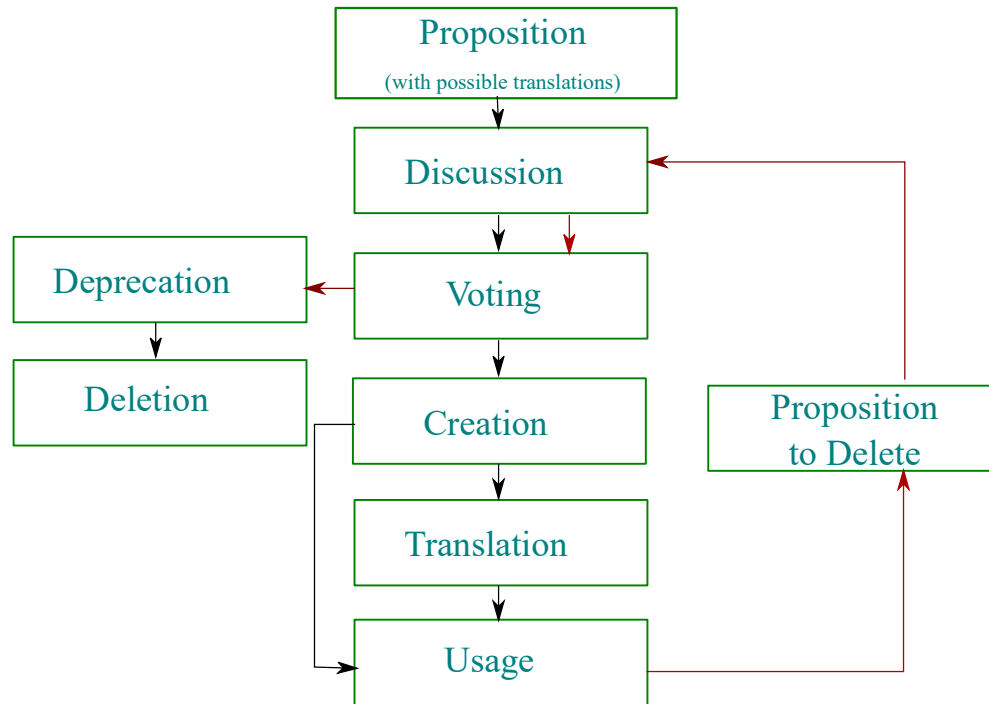 Proposition
(with possible translations)
Discussion
Deprecation
Voting
Deletion
Creation
Proposition
to Delete
Translation
Usage